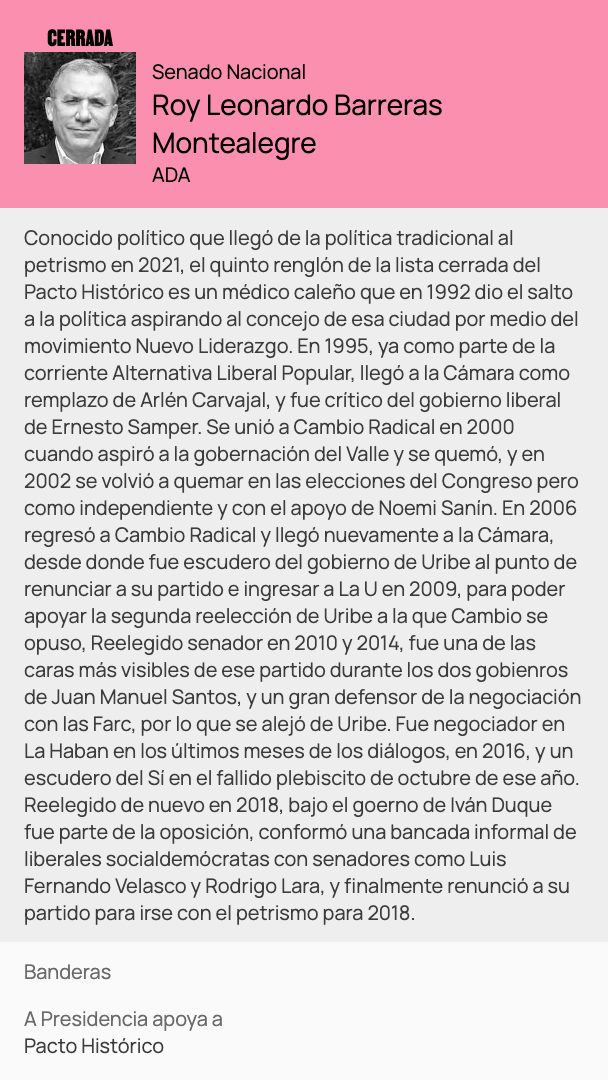 CERRADA
Senado Nacional
Roy Leonardo Barreras
Montealegre
ADA
Conocido político que llegó de la política tradicional al
petrismo en 2021, el quinto renglón de la lista cerrada del
Pacto Histórico es un médico caleño que en 1992 dio el salto
a la política aspirando al concejo de esa ciudad por medio del
movimiento Nuevo Liderazgo. En 1995, ya como parte de la
corriente Alternativa Liberal Popular, llegó a la Cámara como
remplazo de Arlén Carvajal, y fue crítico del gobierno liberal
de Ernesto Samper. Se unió a Cambio Radical en 2000
cuando aspiró a la gobernación del Valle y se quemó, y en
2002 se volvió a quemar en las elecciones del Congreso pero
como independiente y con el apoyo de Noemi Sanín. En 2006
regresó a Cambio Radical y llegó nuevamente a la Cámara,
desde donde fue escudero del gobierno de Uribe al punto de
renunciar a su partido e ingresar a La U en 2009, para poder
apoyar la segunda reelección de Uribe a la que Cambio se
opuso, Reelegido senador en 2010 y 2014, fue una de las
caras más visibles de ese partido durante los dos gobienros
de Juan Manuel Santos, y un gran defensor de la negociación
con las Farc, por lo que se alejó de Uribe. Fue negociador en
La Haban en los últimos meses de los diálogos, en 2016, y un
escudero del Sí en el fallido plebiscito de octubre de ese año.
Reelegido de nuevo en 2018, bajo el goerno de Iván Duque
fue parte de la oposición, conformó una bancada informal de
liberales socialdemócratas con senadores como Luis
Fernando Velasco y Rodrigo Lara, y finalmente renunció a su
partido para irse con el petrismo para 2018.
Banderas
A Presidencia apoya a
Pacto Histórico